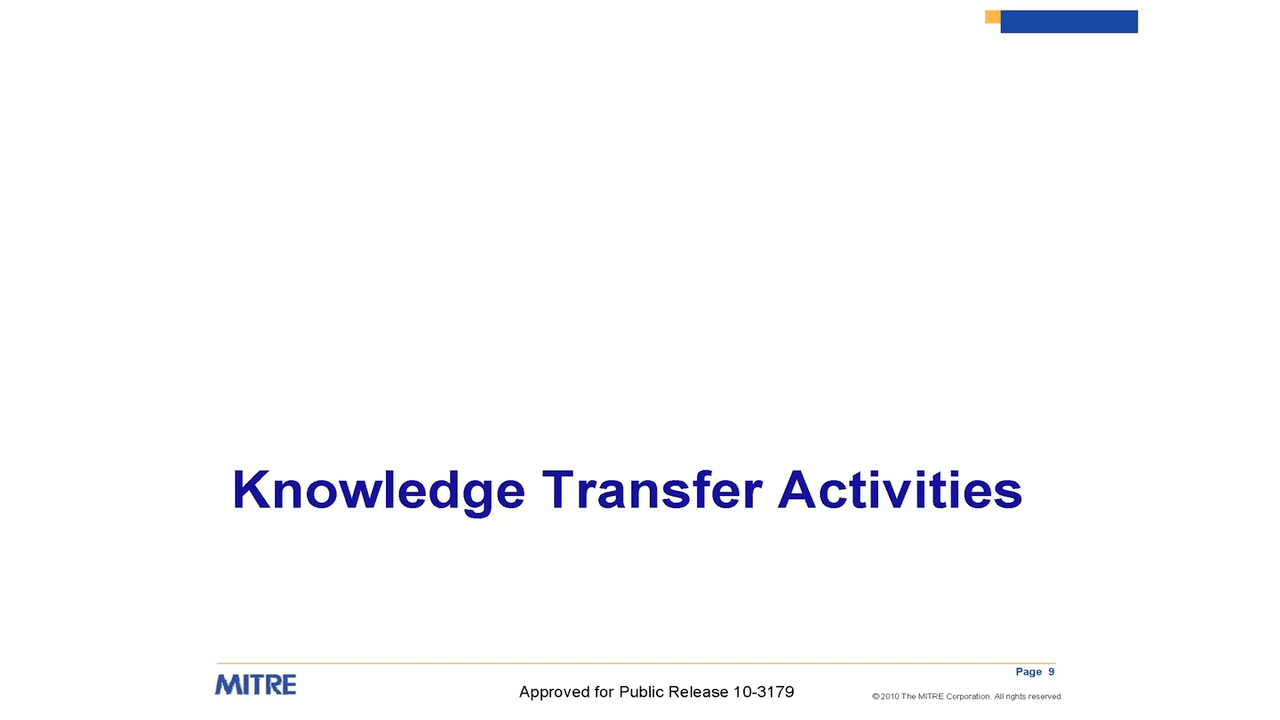 Knowledge Transfer Activities
Page 9
MITRE
Approved for Public Release 10-3179
© 2010 The MITRE Corporation. All rights reserved.